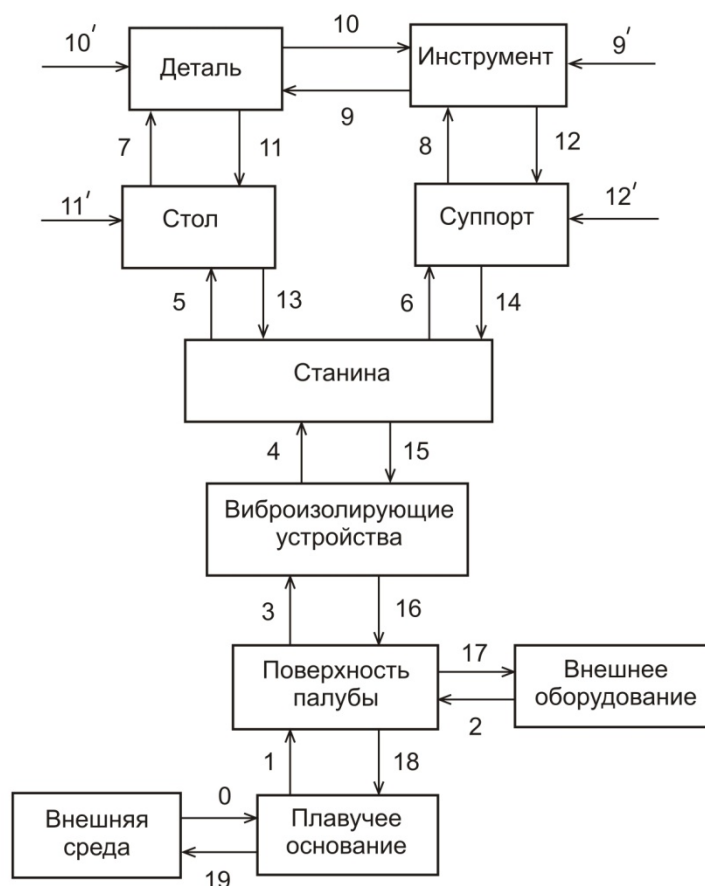 10′
10
9′
Деталь
Инструмент
9
7
11
8
12
11′
Стол
Суппорт
12′
5
13
6
14
Станина
4
15
Виброизолирующие
устройства
3
16
17
Поверхность
палубы
Внешнее
оборудование
2
1
18
0
Внешняя
среда
Плавучее
основание
19